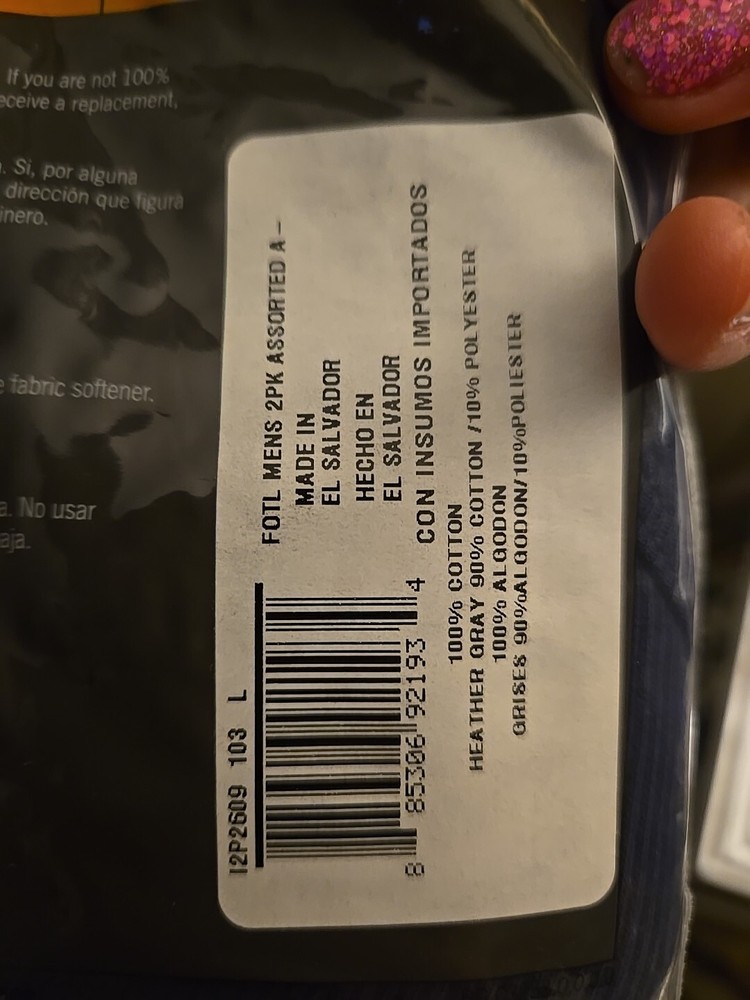 If you are not 100%
eceive a replacement,
. Si, por alguna
dirección que figura
inero.
e fabric softener.
a. No usar
aja.
12P2609 103 L
8 85306 92193 4
FOTL MENS 2PK ASSORTED A-
MADE IN
EL SALVADOR
HECHO EN
EL SALVADOR
CON INSUMOS IMPORTADOS
100% COTTON
HEATHER GRAY 90% COTTON /10% POLYESTER
100% ALGODON
GRISES 90%ALGODON/10%POLIESTER